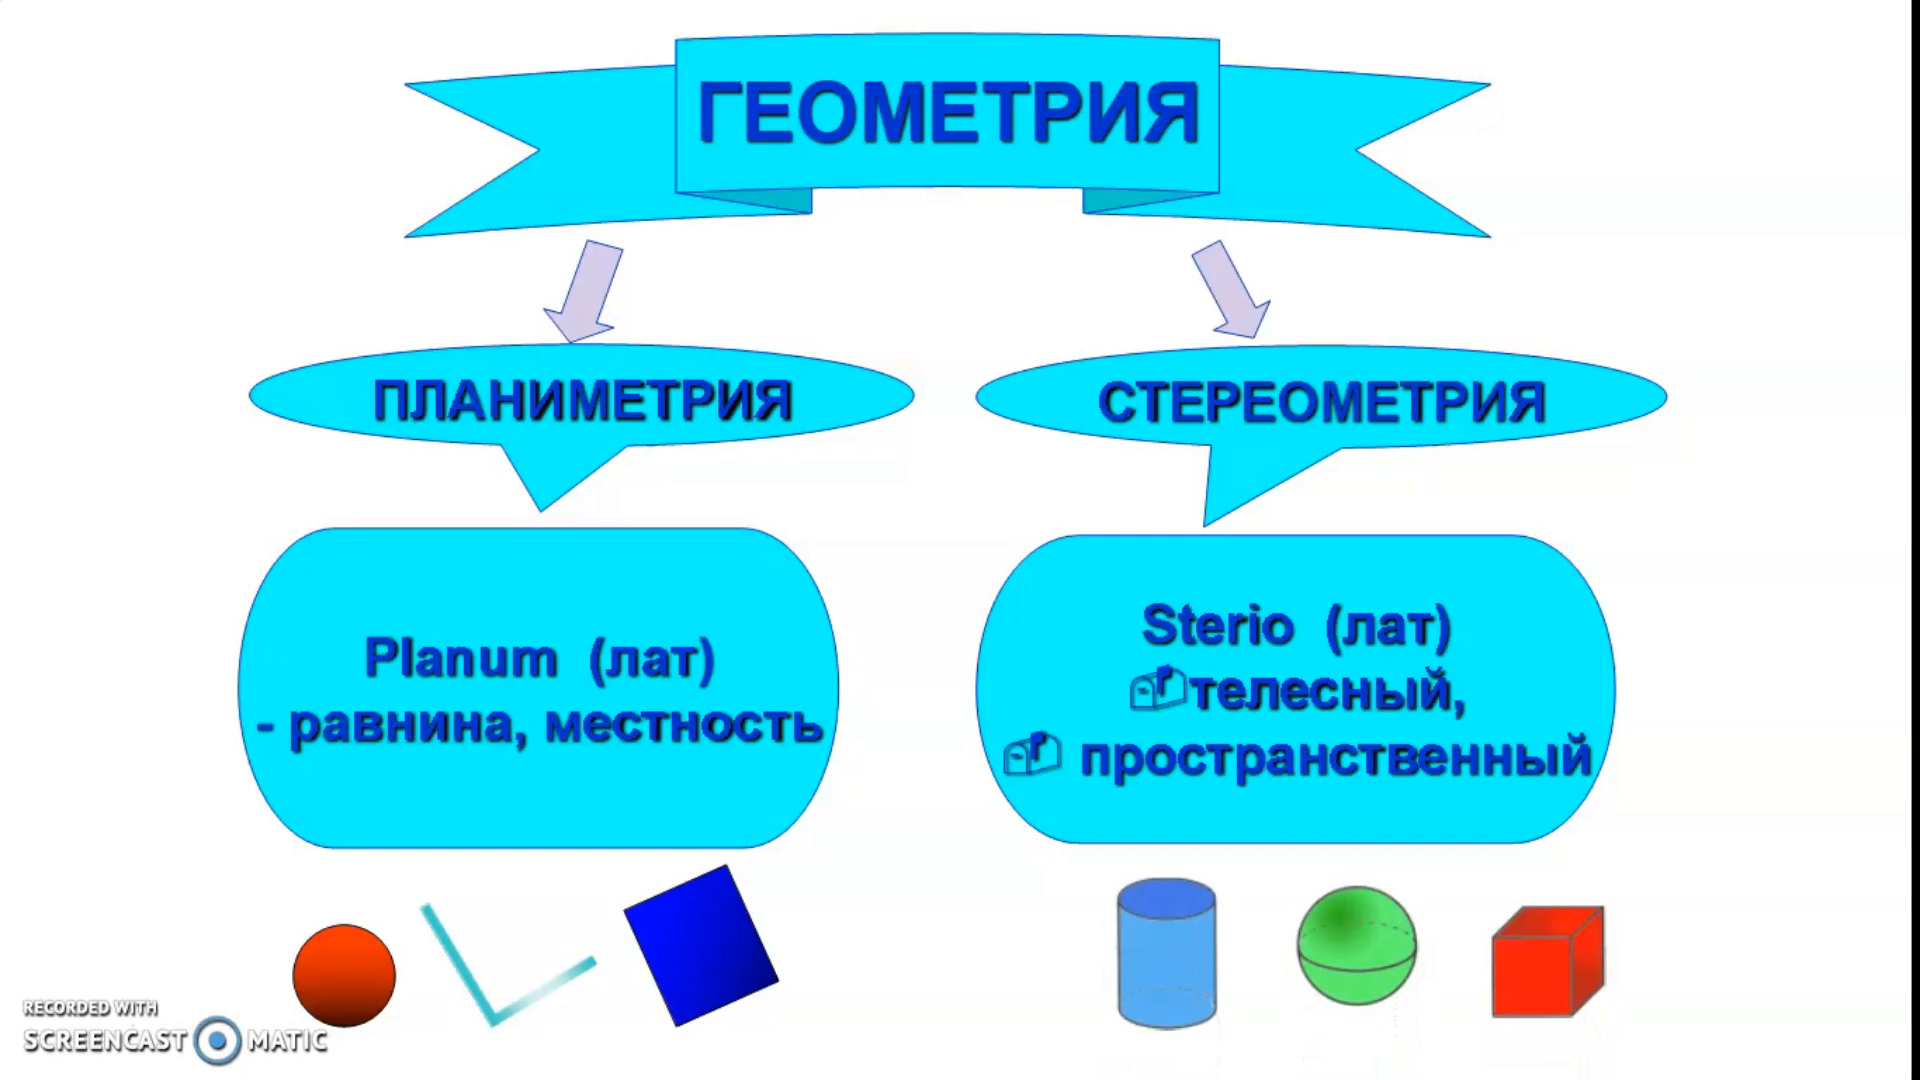 ГЕОМЕТРИЯ
ПЛАНИМЕТРИЯ
СТЕРЕОМЕТРИЯ
Planum (лат)
- равнина, местность
Sterio (лат)
телесный,
пространственный
RECORDED WITH
SCREENCAST MATIC